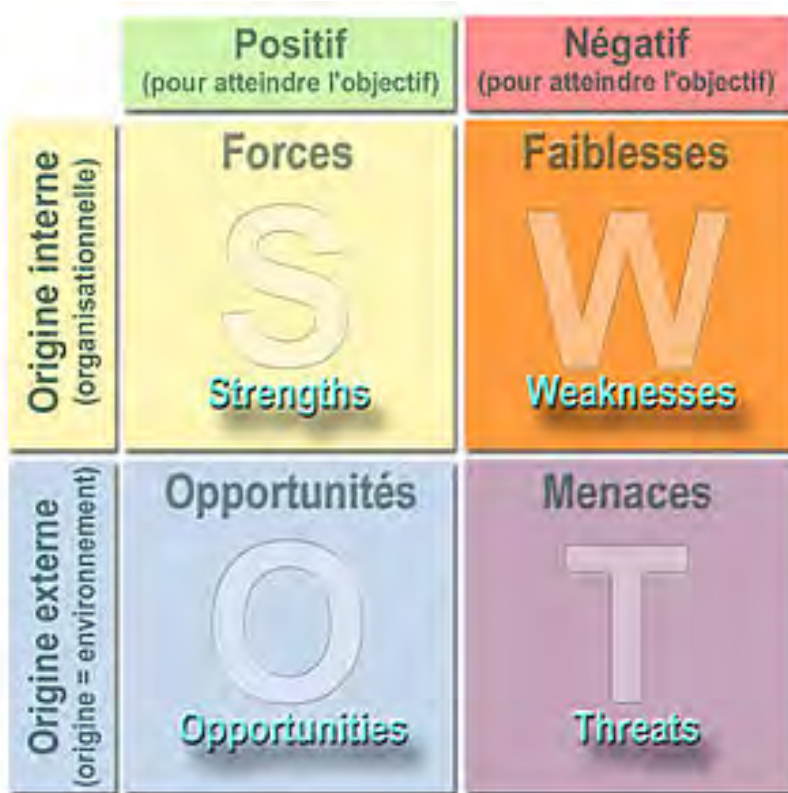 Positif
(pour atteindre l'objectif)
Négatif
(pour atteindre l'objectif)
Origine interne
(organisationnelle)
Forces
S
Strengths
Faiblesses
W
Weaknesses
Origine externe
(origine = environnement)
Opportunités
O
Opportunities
Menaces
T
Threats